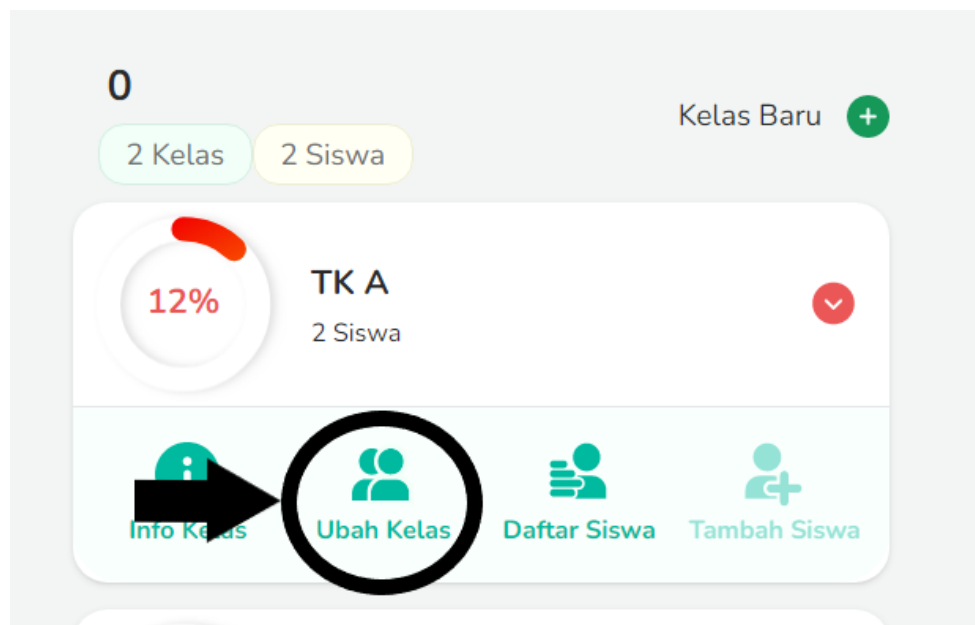 0
Kelas Baru
2 Kelas
2 Siswa
12%
TK A
2 Siswa
Info Kelas
Ubah Kelas
Daftar Siswa
Tambah Siswa